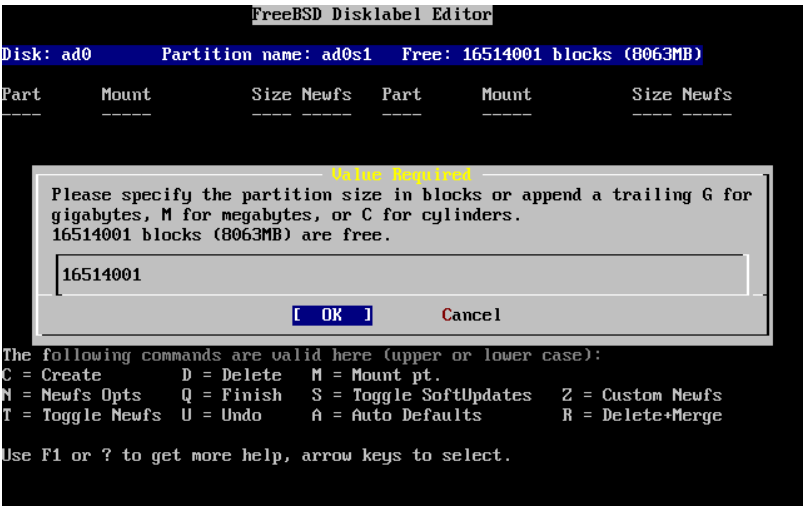 FreeBSD Disklabel Editor
Disk: ad0 Partition name: ad0s1 Free: 16514001 blocks (8063MB)
Part Mount Size Newfs Part Mount Size Newfs
---- ----- ---- ----- ---- ----- ---- -----
Value Required
Please specify the partition size in blocks or append a trailing G for
gigabytes, M for megabytes, or C for cylinders.
16514001 blocks (8063MB) are free.
16514001
[ OK ] Cancel
The following commands are valid here (upper or lower case):
C = Create D = Delete M = Mount pt.
N = Newfs Opts Q = Finish S = Toggle SoftUpdates Z = Custom Newfs
T = Toggle Newfs U = Undo A = Auto Defaults R = Delete+Merge
Use F1 or ? to get more help, arrow keys to select.